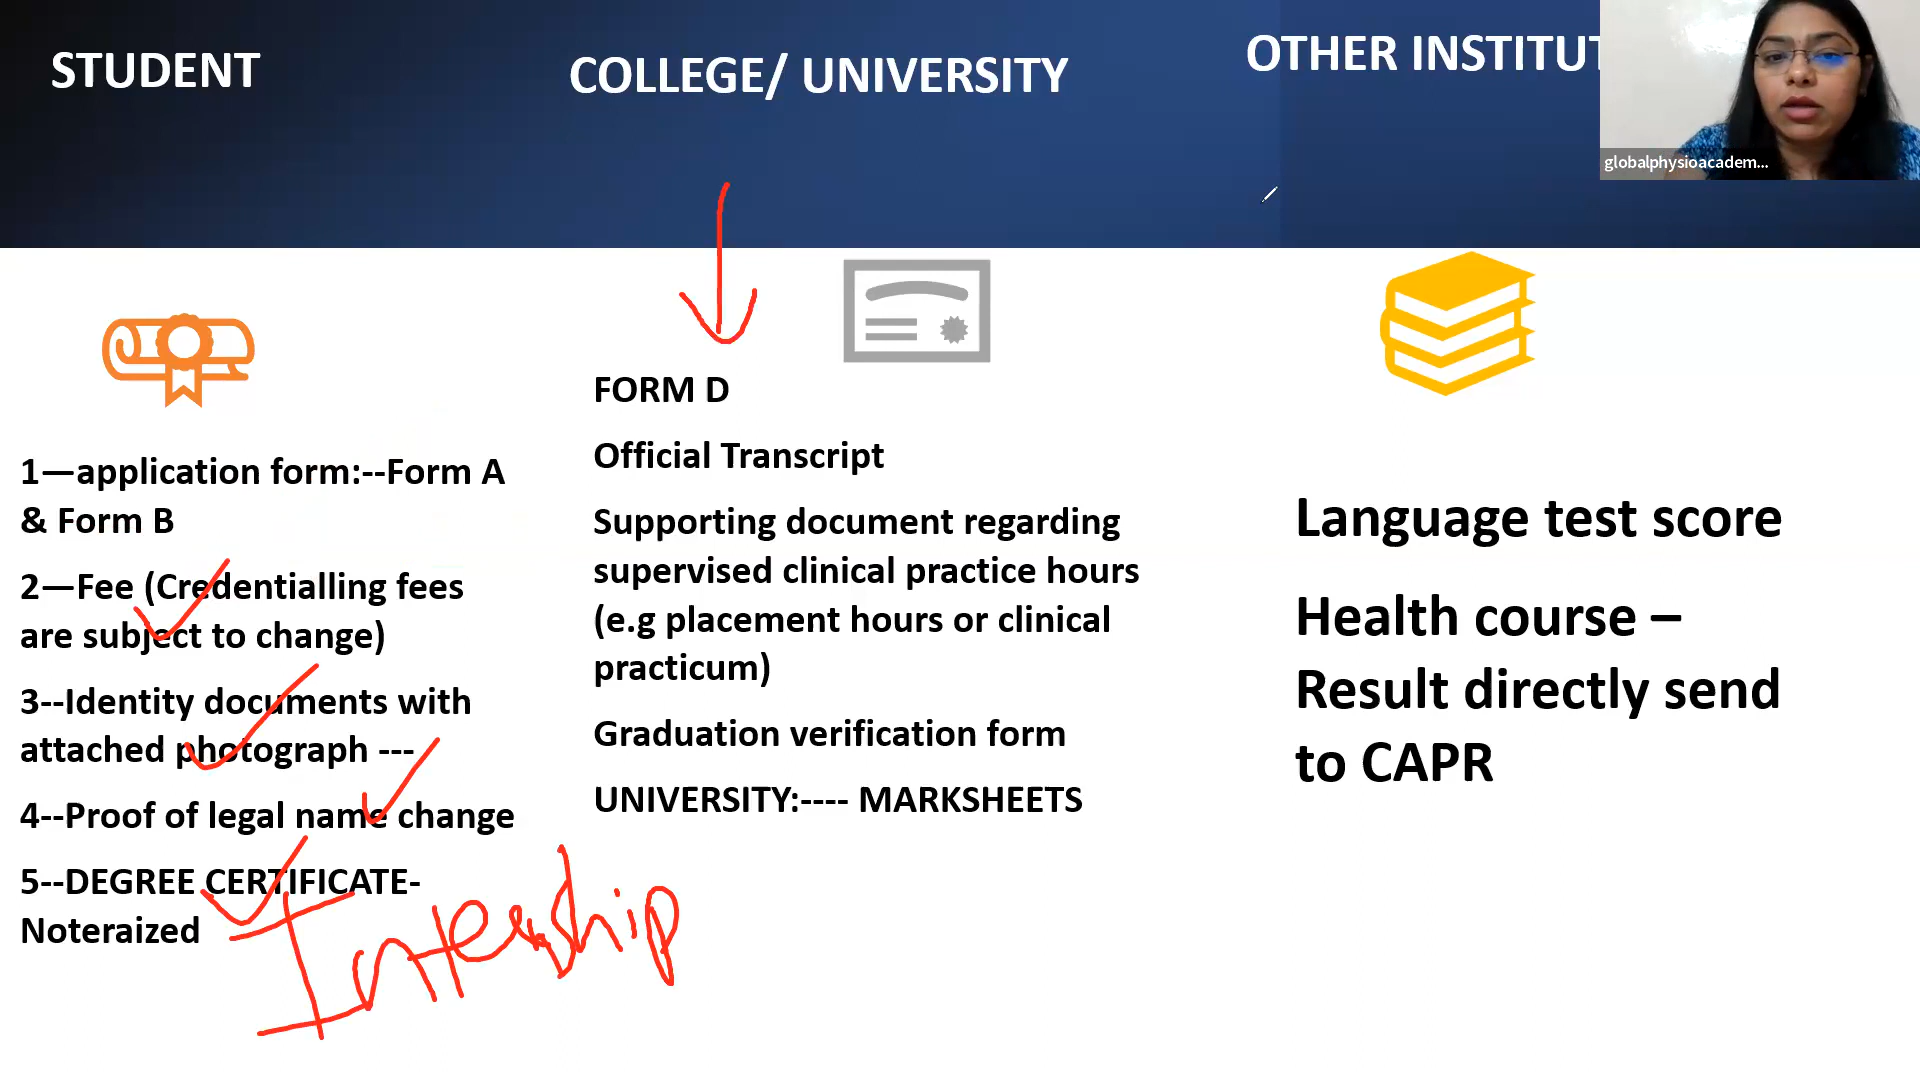 STUDENT
COLLEGE/ UNIVERSITY
OTHER INSTITUT
globalphysioacadem...
1—application form:--Form A
& Form B
2—Fee (Credentialling fees
are subject to change)
3--Identity documents with
attached photograph ---
4--Proof of legal name change
5--DEGREE CERTIFICATE-
Noteraized
Internship
FORM D
Official Transcript
Supporting document regarding
supervised clinical practice hours
(e.g placement hours or clinical
practicum)
Graduation verification form
UNIVERSITY:---- MARKSHEETS
Language test score
Health course –
Result directly send
to CAPR